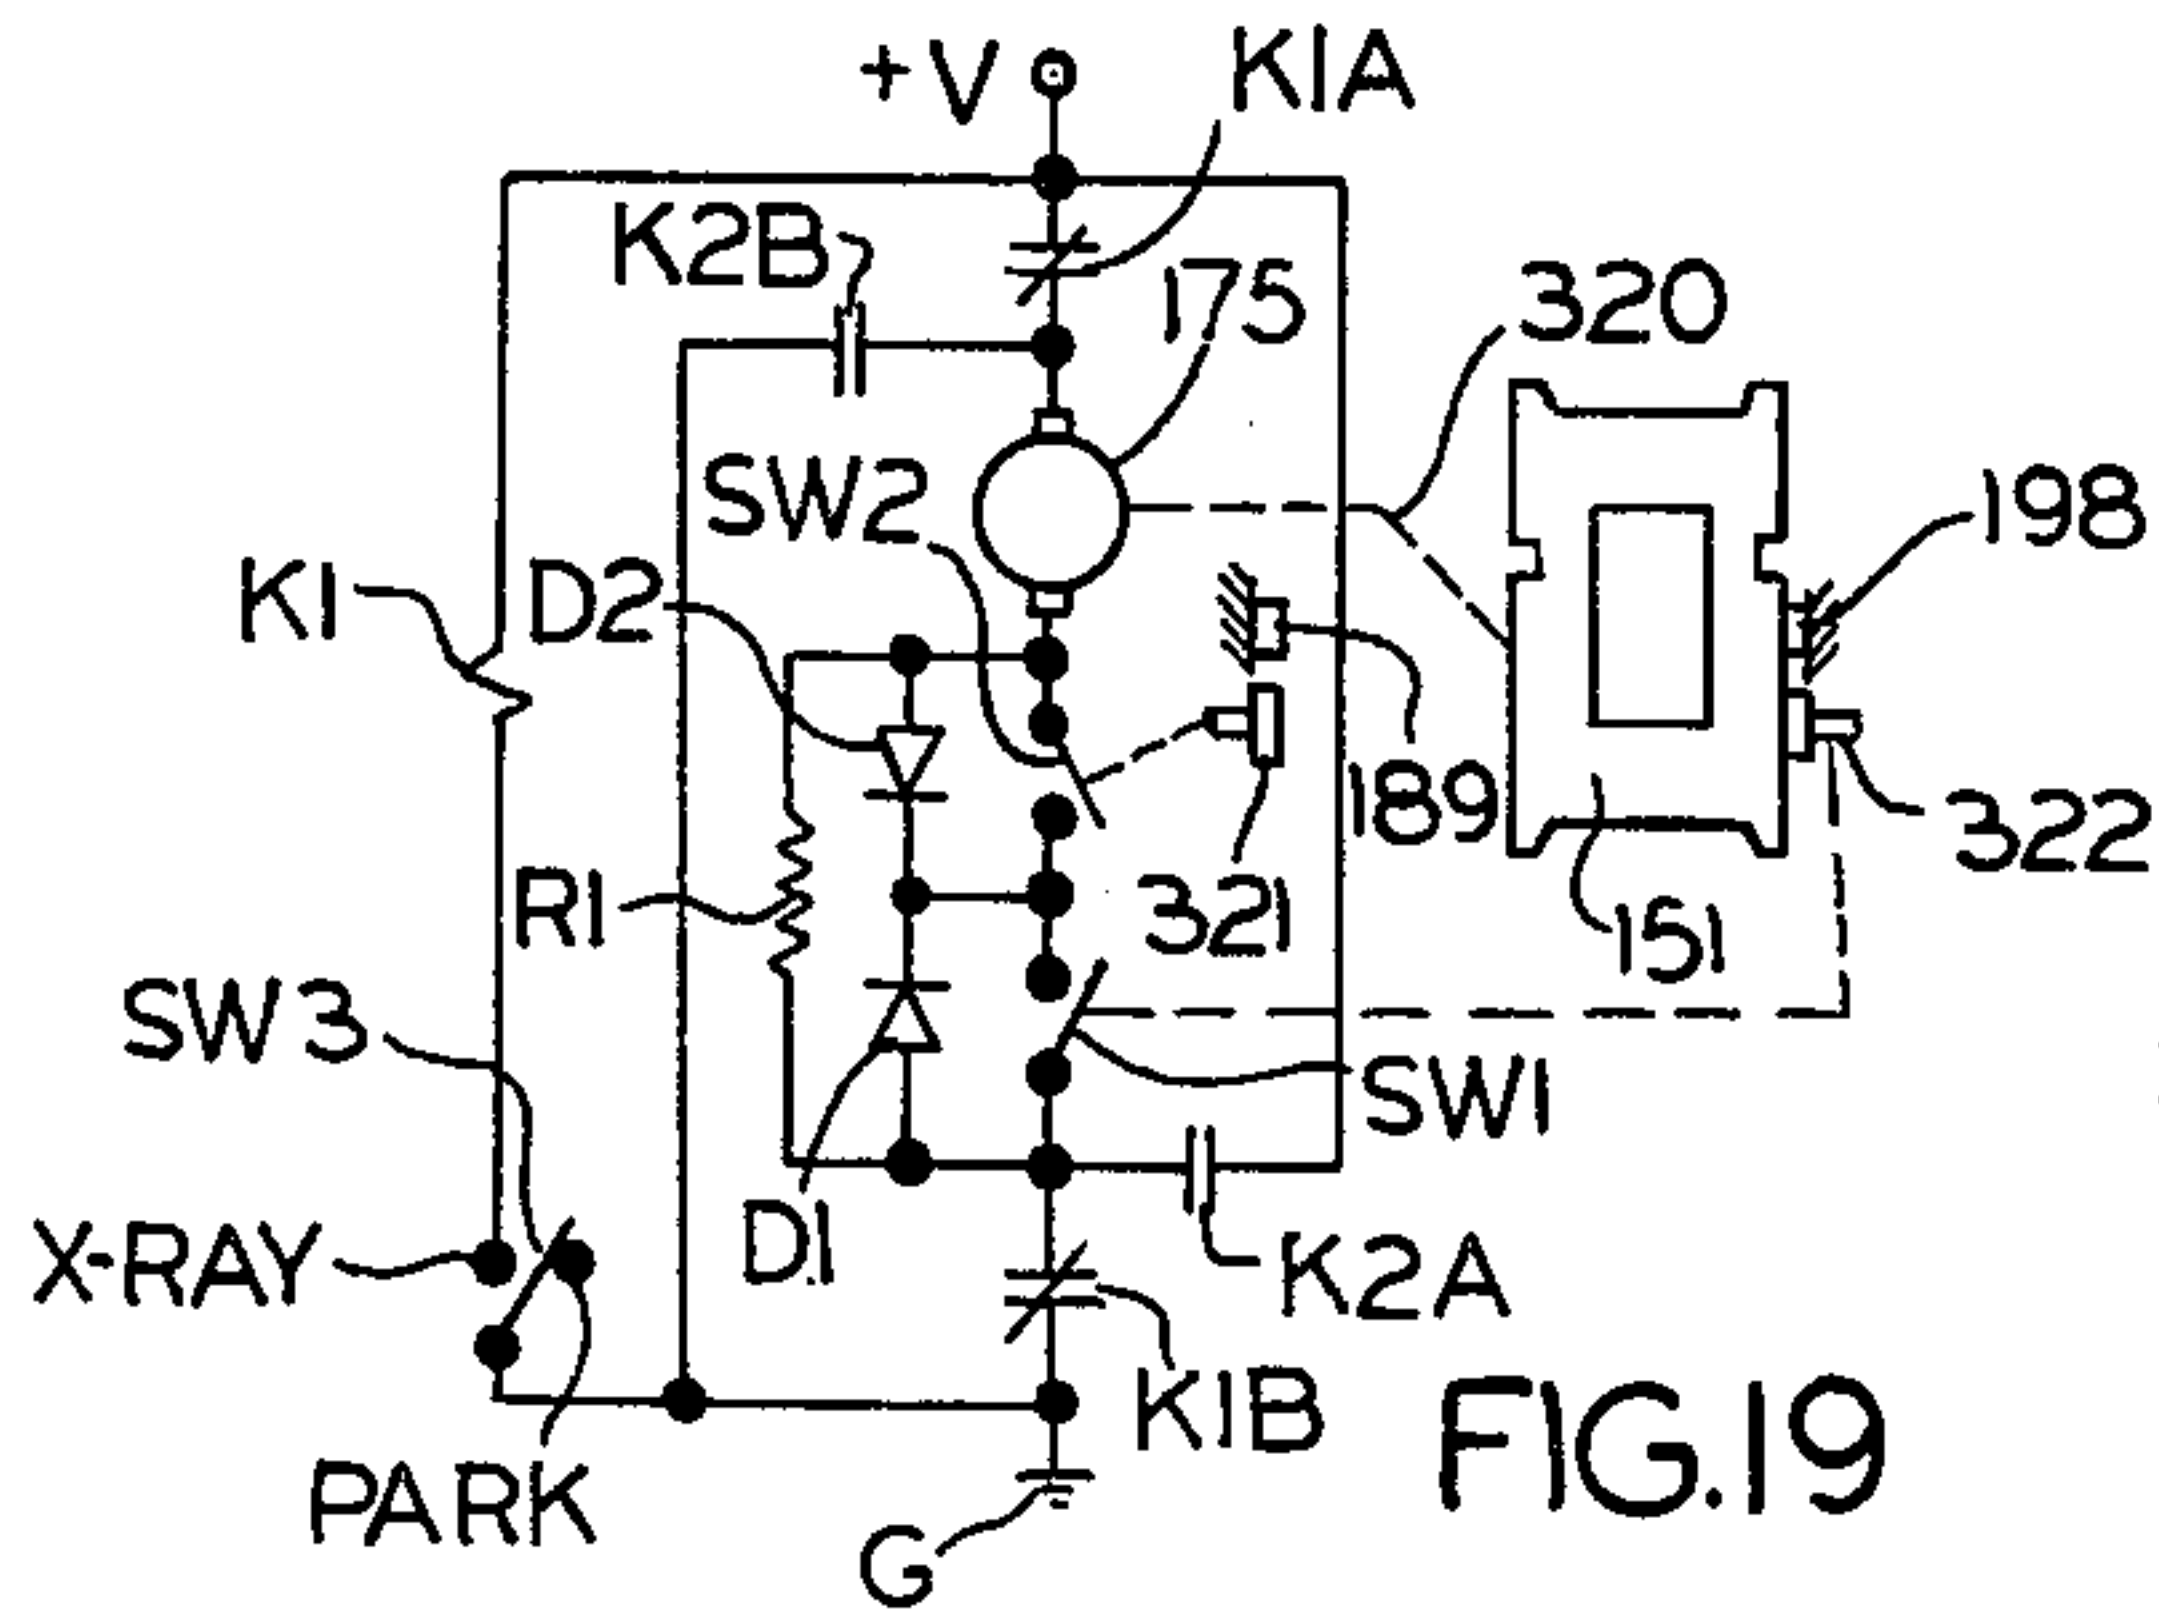 +V
K1A
K2B
175
320
SW2
198
K1
D2
189
322
R1
321
151
SW3
SW1
X-RAY
D.1
K2A
K1B
PARK
G
FIG.19